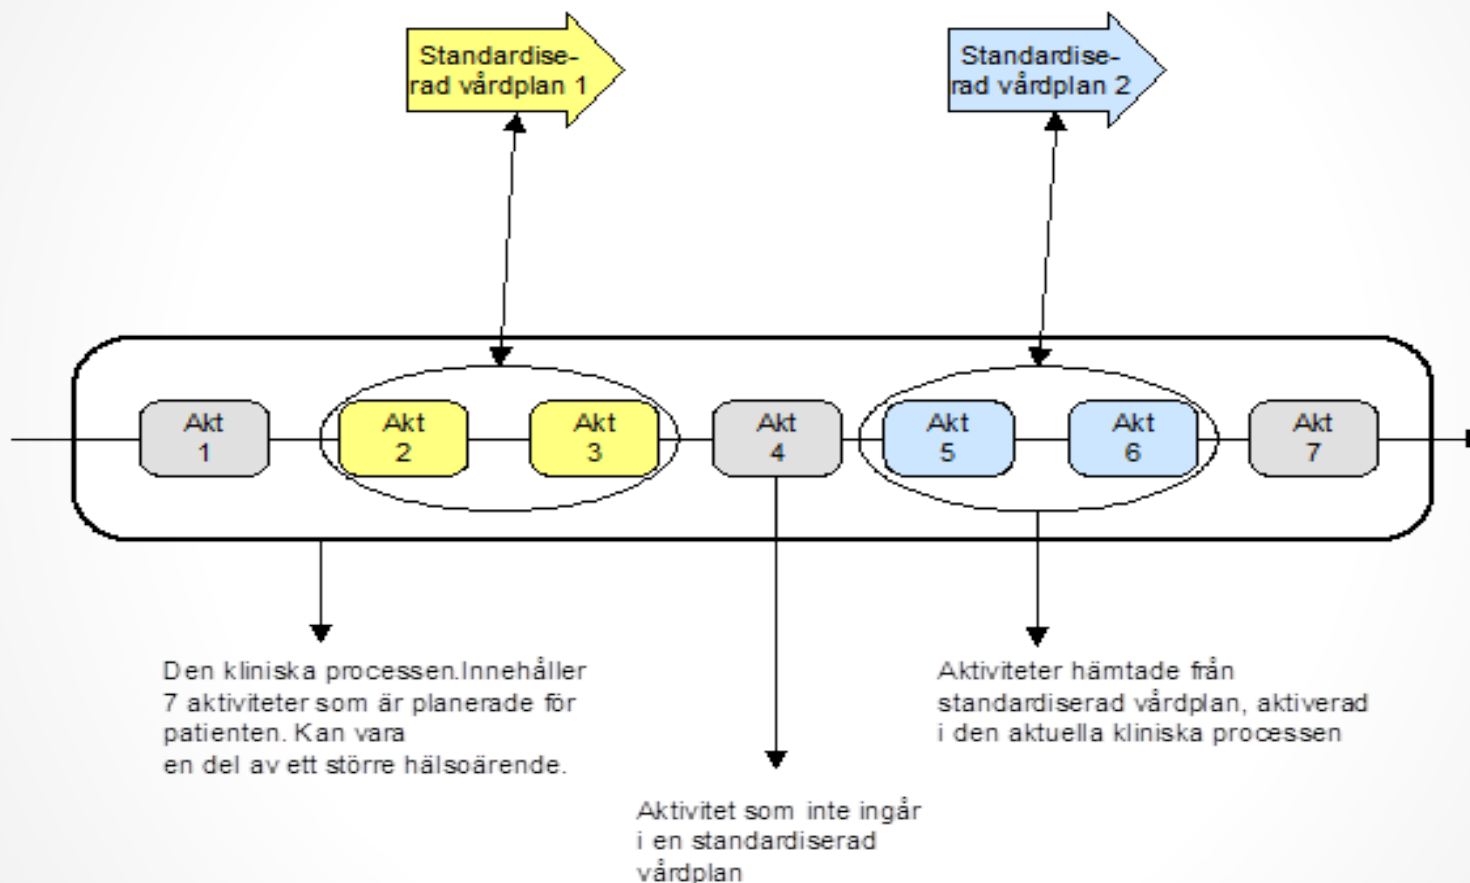 Standardise-
rad vårdplan 1
Standardise-
rad vårdplan 2
Akt
1
Akt
2
Akt
3
Akt
4
Akt
5
Akt
6
Akt
7
Den kliniska processen.Innehåller
7 aktiviteter som är planerade för
patienten. Kan vara
en del av ett större hälsoärende.
Aktiviteter hämtade från
standardiserad vårdplan, aktiverad
i den aktuella kliniska processen
Aktivitet som inte ingår
i en standardiserad
vårdplan